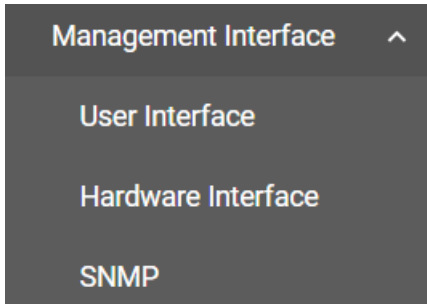 Management Interface
User Interface
Hardware Interface
SNMP